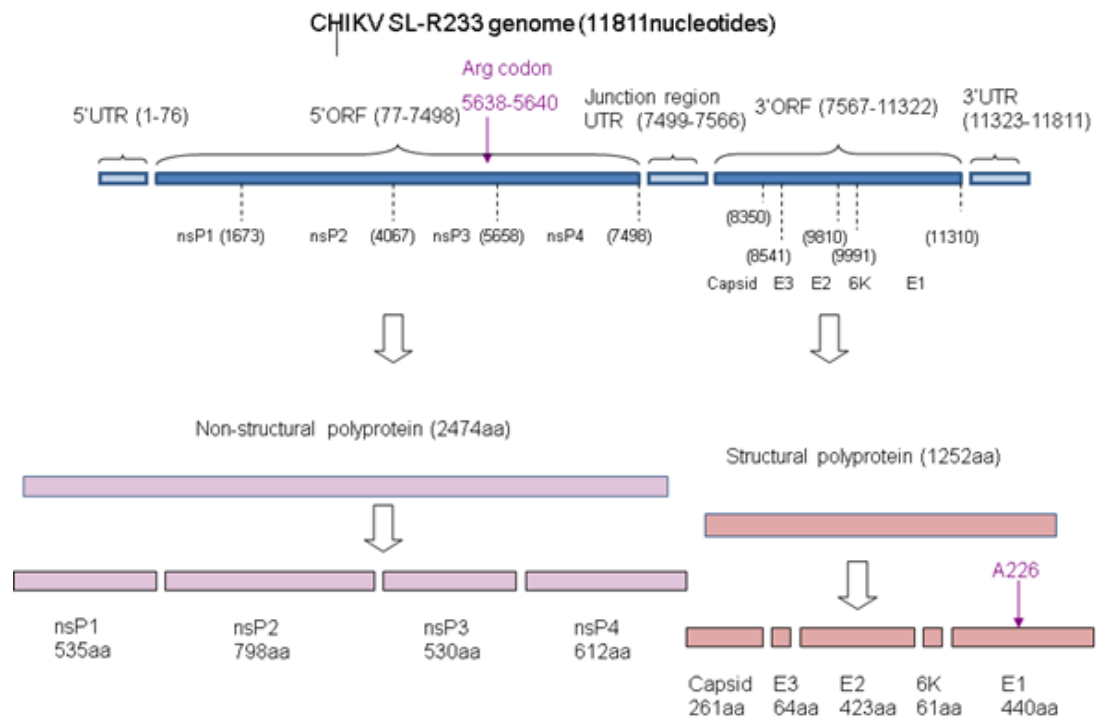 CHIKV SL-R233 genome (11811nucleotides)
Arg codon
5638-5640
5'UTR (1-76)
5'ORF (77-7498)
Junction region
UTR (7499-7566)
3'ORF (7567-11322)
3'UTR
(11323-11811)
nsP1 (1673)
nsP2
(4067)
nsP3 (5658)
nsP4
(7498)
(8350)
(8541)
(9810)
(9991)
(11310)
Capsid
E3
E2
6K
E1
Non-structural polyprotein (2474aa)
Structural polyprotein (1252aa)
A226
nsP1
535aa
nsP2
798aa
nsP3
530aa
nsP4
612aa
Capsid
261aa
E3
64aa
E2
423aa
6K
61aa
E1
440aa